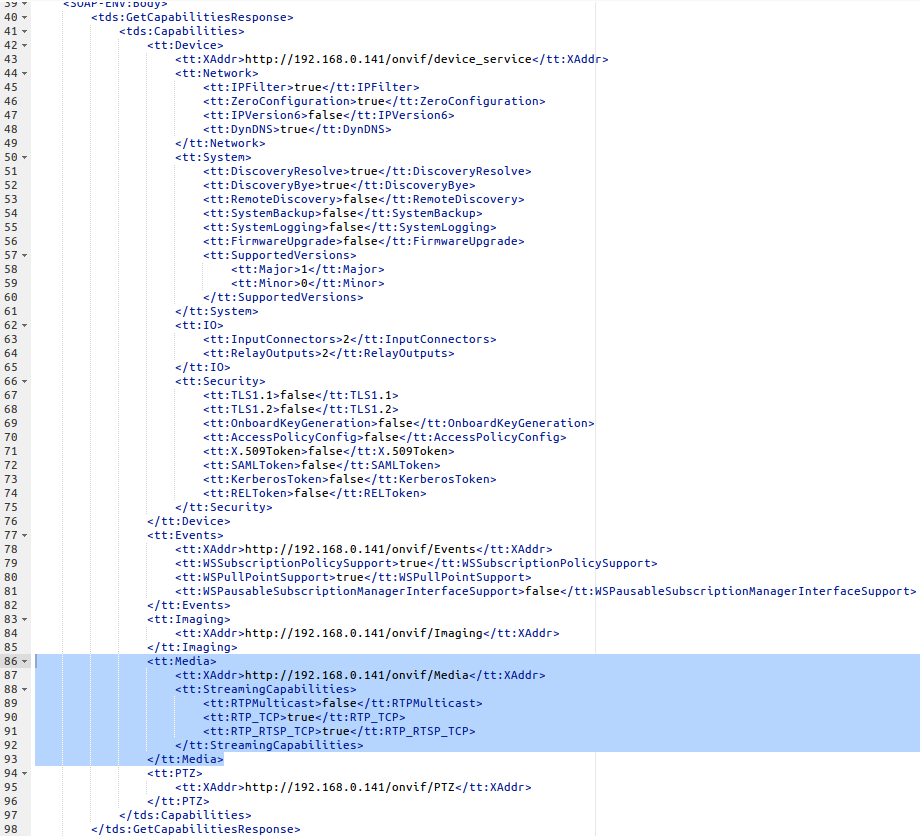 39 <SOAP-ENV:Body>
40 <tds:GetCapabilitiesResponse>
41 <tds:Capabilities>
42 <tt:Device>
43 <tt:XAddr>http://192.168.0.141/onvif/device_service</tt:XAddr>
44 <tt:Network>
45 <tt:IPFilter>true</tt:IPFilter>
46 <tt:ZeroConfiguration>true</tt:ZeroConfiguration>
47 <tt:IPVersion6>false</tt:IPVersion6>
48 <tt:DynDNS>true</tt:DynDNS>
49 </tt:Network>
50 <tt:System>
51 <tt:DiscoveryResolve>true</tt:DiscoveryResolve>
52 <tt:DiscoveryBye>true</tt:DiscoveryBye>
53 <tt:RemoteDiscovery>false</tt:RemoteDiscovery>
54 <tt:SystemBackup>false</tt:SystemBackup>
55 <tt:SystemLogging>false</tt:SystemLogging>
56 <tt:FirmwareUpgrade>false</tt:FirmwareUpgrade>
57 <tt:SupportedVersions>
58 <tt:Major>1</tt:Major>
59 <tt:Minor>0</tt:Minor>
60 </tt:SupportedVersions>
61 </tt:System>
62 <tt:IO>
63 <tt:InputConnectors>2</tt:InputConnectors>
64 <tt:RelayOutputs>2</tt:RelayOutputs>
65 </tt:IO>
66 <tt:Security>
67 <tt:TLS1.1>false</tt:TLS1.1>
68 <tt:TLS1.2>false</tt:TLS1.2>
69 <tt:OnboardKeyGeneration>false</tt:OnboardKeyGeneration>
70 <tt:AccessPolicyConfig>false</tt:AccessPolicyConfig>
71 <tt:X.509Token>false</tt:X.509Token>
72 <tt:SAMLToken>false</tt:SAMLToken>
73 <tt:KerberosToken>false</tt:KerberosToken>
74 <tt:RELToken>false</tt:RELToken>
75 </tt:Security>
76 </tt:Device>
77 <tt:Events>
78 <tt:XAddr>http://192.168.0.141/onvif/Events</tt:XAddr>
79 <tt:WSSubscriptionPolicySupport>true</tt:WSSubscriptionPolicySupport>
80 <tt:WSPullPointSupport>true</tt:WSPullPointSupport>
81 <tt:WSPausableSubscriptionManagerInterfaceSupport>false</tt:WSPausableSubscriptionManagerInterfaceSupport>
82 </tt:Events>
83 <tt:Imaging>
84 <tt:XAddr>http://192.168.0.141/onvif/Imaging</tt:XAddr>
85 </tt:Imaging>
86 <tt:Media>
87 <tt:XAddr>http://192.168.0.141/onvif/Media</tt:XAddr>
88 <tt:StreamingCapabilities>
89 <tt:RTPMulticast>false</tt:RTPMulticast>
90 <tt:RTP_TCP>true</tt:RTP_TCP>
91 <tt:RTP_RTSP_TCP>true</tt:RTP_RTSP_TCP>
92 </tt:StreamingCapabilities>
93 </tt:Media>
94 <tt:PTZ>
95 <tt:XAddr>http://192.168.0.141/onvif/PTZ</tt:XAddr>
96 </tt:PTZ>
97 </tds:Capabilities>
98 </tds:GetCapabilitiesResponse>